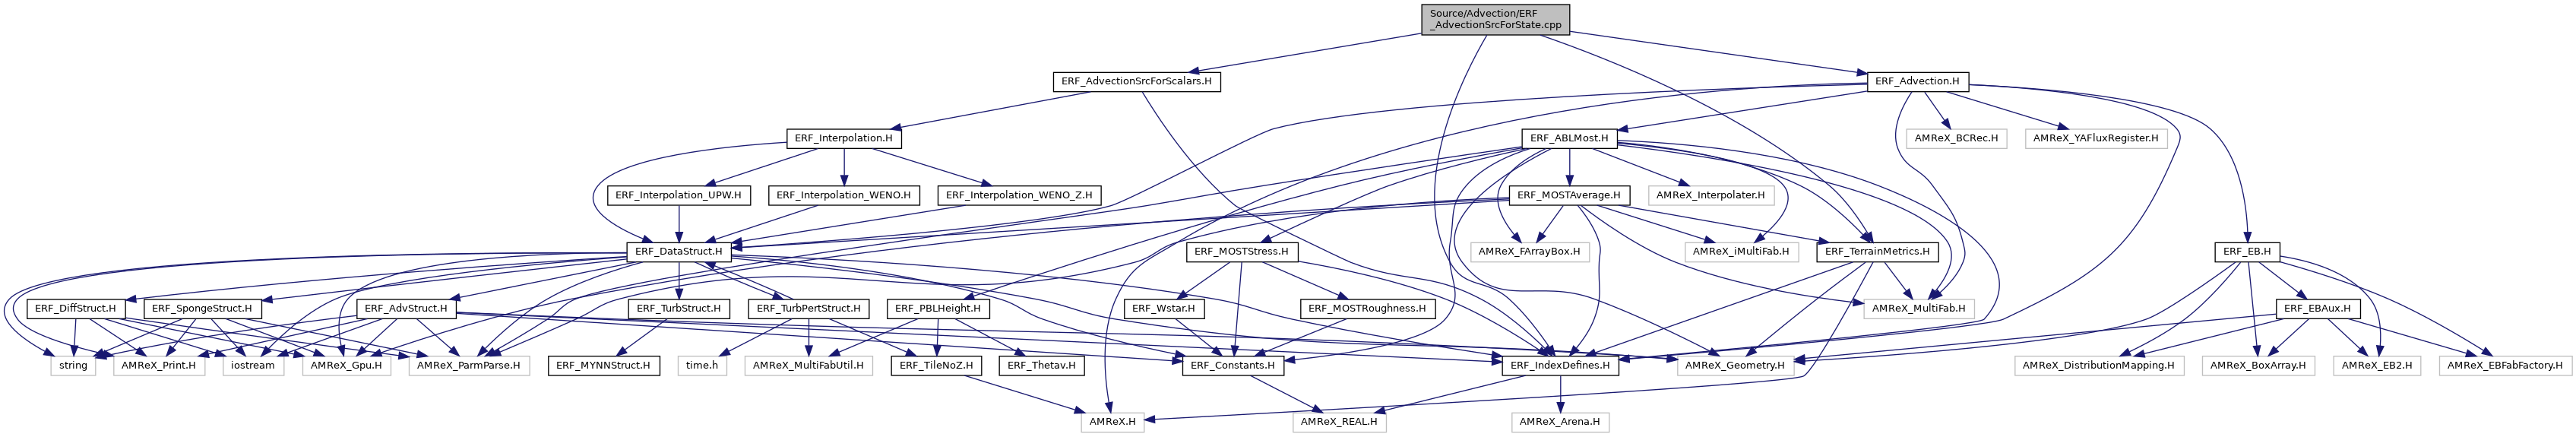 Source/Advection/ERF
_AdvectionSrcForState.cpp
ERF_AdvectionSrcForScalars.H
ERF_Advection.H
ERF_Interpolation.H
ERF_ABLMost.H
AMReX_BCRec.H
AMReX_YAFluxRegister.H
ERF_Interpolation_UPW.H
ERF_Interpolation_WENO.H
ERF_Interpolation_WENO_Z.H
ERF_MOSTAverage.H
AMReX_Interpolater.H
ERF_DataStruct.H
ERF_MOSTStress.H
AMReX_FArrayBox.H
AMReX_iMultiFab.H
ERF_TerrainMetrics.H
ERF_EB.H
ERF_DiffStruct.H
ERF_SpongeStruct.H
ERF_AdvStruct.H
ERF_TurbStruct.H
ERF_TurbPertStruct.H
ERF_PBLHeight.H
ERF_Wstar.H
ERF_MOSTRoughness.H
AMReX_MultiFab.H
ERF_EBAux.H
string
AMReX_Print.H
iostream
AMReX_Gpu.H
AMReX_ParmParse.H
ERF_MYNNStruct.H
time.h
AMReX_MultiFabUtil.H
ERF_TileNoZ.H
ERF_Thetav.H
ERF_Constants.H
ERF_IndexDefines.H
AMReX_Geometry.H
AMReX_DistributionMapping.H
AMReX_BoxArray.H
AMReX_EB2.H
AMReX_EBFabFactory.H
AMReX.H
AMReX_REAL.H
AMReX_Arena.H